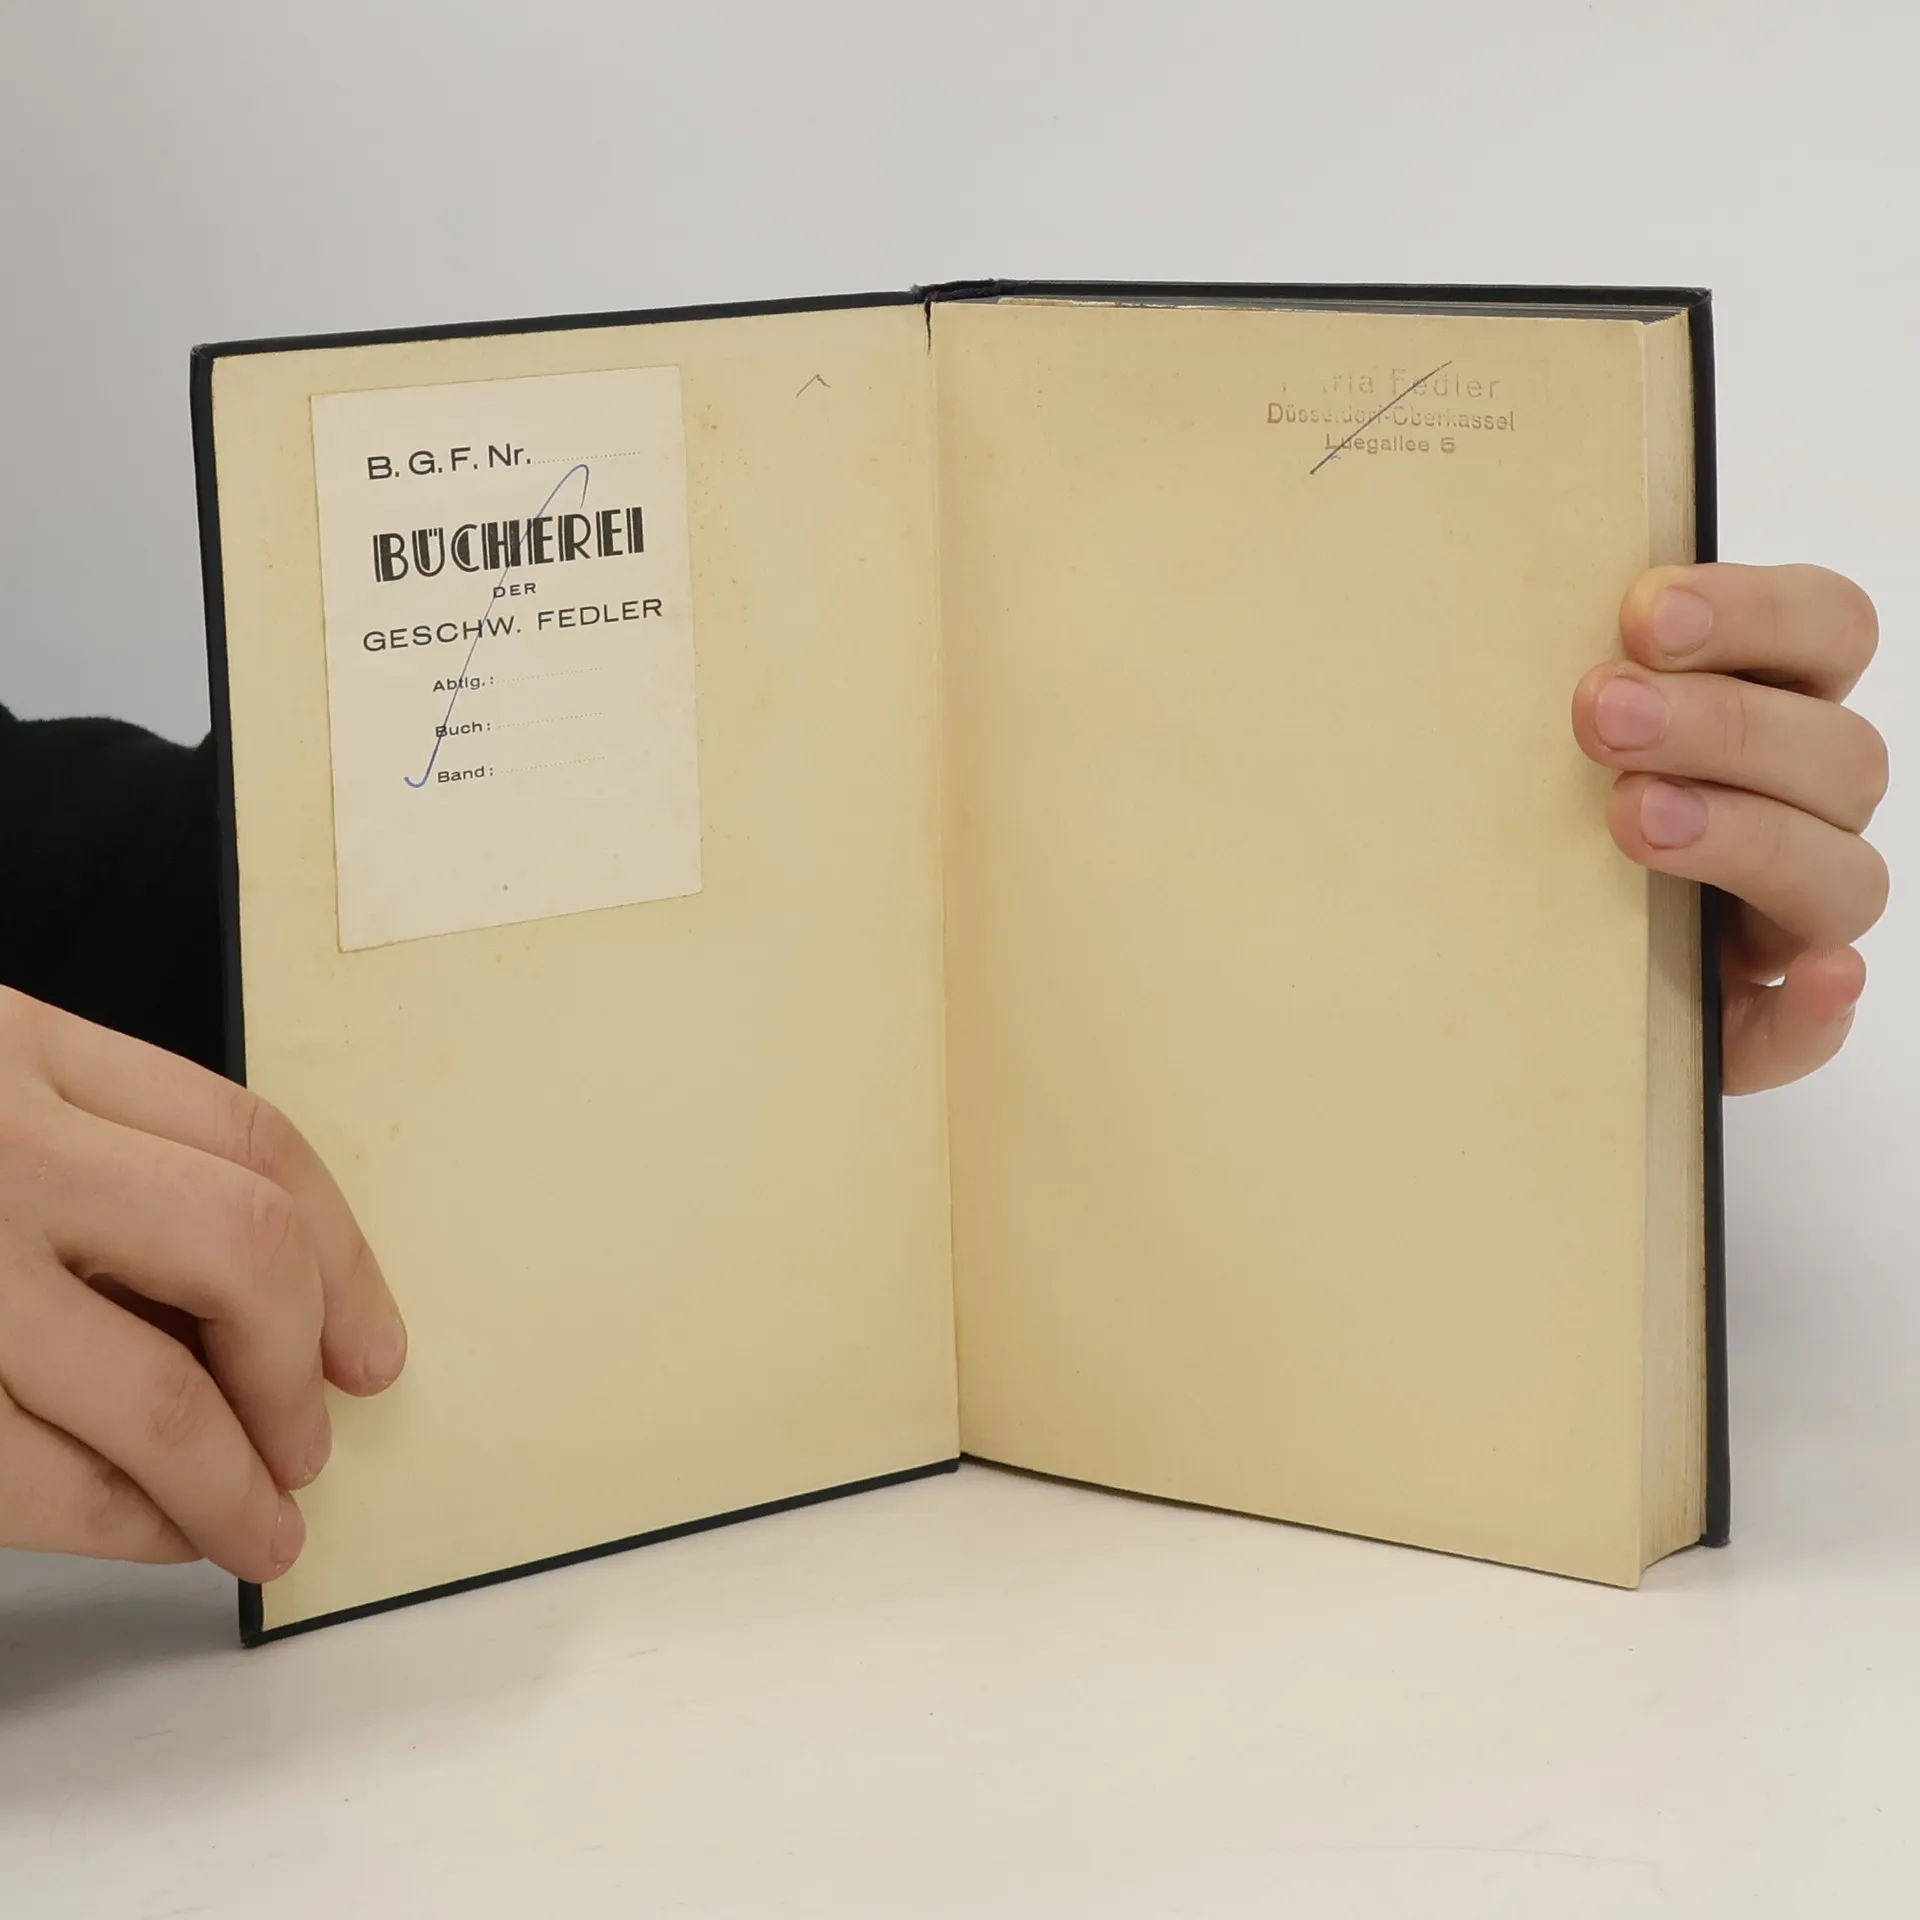 B. G. F. Nr.
BÜCHEREI
DER
GESCHW. FEDLER
Abtlg.:
Buch:
Band:
Fedler
Düsseldorf-Oberkassel
Luegallee 5